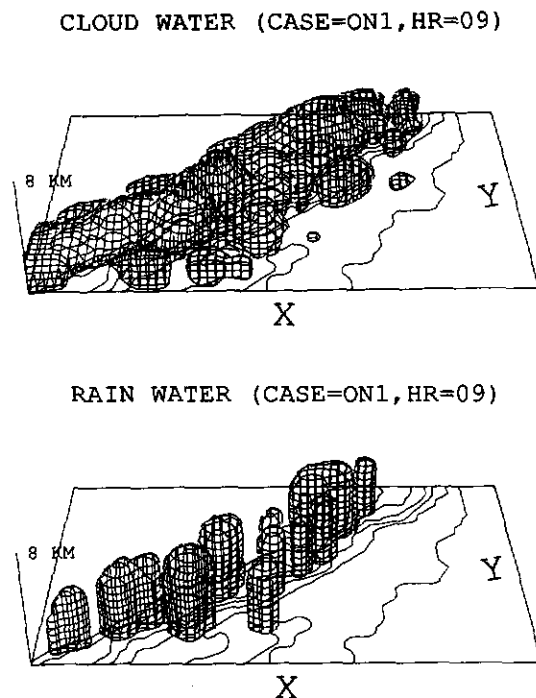 CLOUD WATER (CASE=ON1,HR=09)
8 KM
Y
X
RAIN WATER (CASE=ON1,HR=09)
8 KM
Y
X